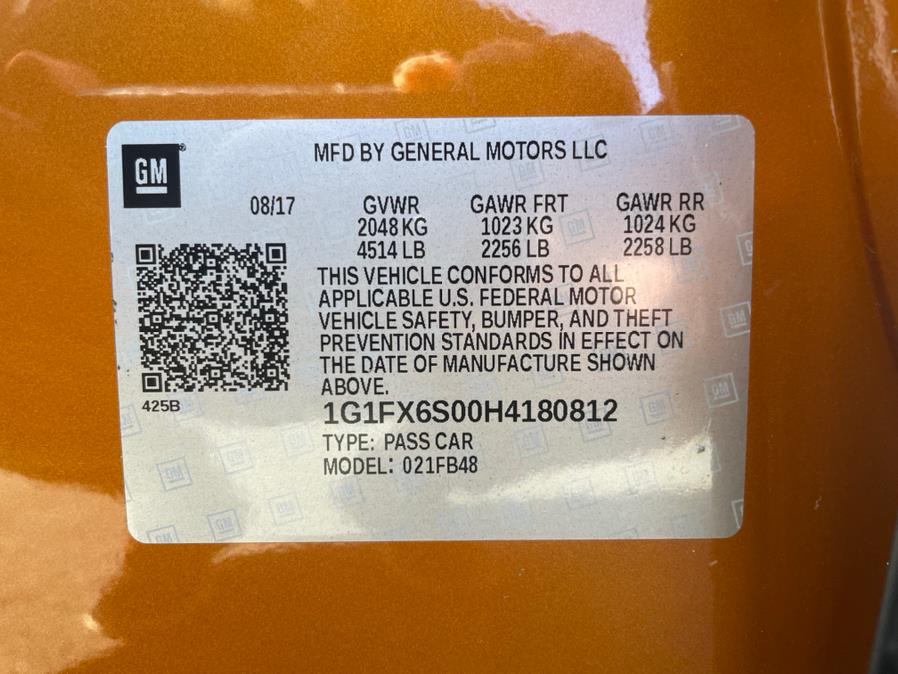 GM
MFD BY GENERAL MOTORS LLC
08/17
GVWR GAWR FRT GAWR RR
2048 KG 1023 KG 1024 KG
4514 LB 2256 LB 2258 LB
THIS VEHICLE CONFORMS TO ALL
APPLICABLE U.S. FEDERAL MOTOR
VEHICLE SAFETY, BUMPER, AND THEFT
PREVENTION STANDARDS IN EFFECT ON
THE DATE OF MANUFACTURE SHOWN
ABOVE.
425B
1G1FX6S00H4180812
TYPE: PASS CAR
MODEL: 021FB48